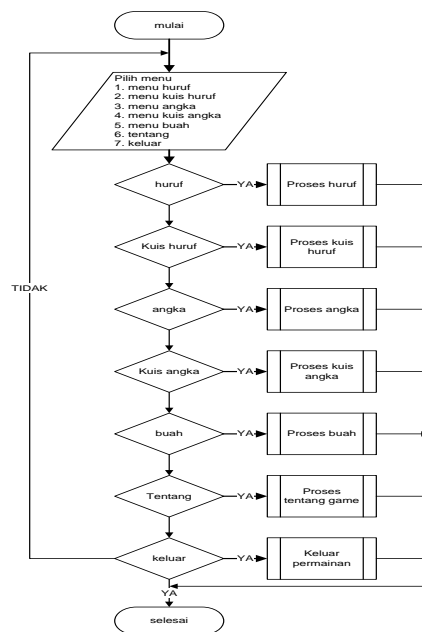 mulai
Pilih menu
1. menu huruf
2. menu kuis huruf
3. menu angka
4. menu kuis angka
5. menu buah
6. tentang
7. keluar
huruf
YA
Proses huruf
Kuis huruf
YA
Proses kuis
huruf
TIDAK
angka
YA
Proses angka
Kuis angka
YA
Proses kuis
angka
buah
YA
Proses buah
Tentang
YA
Proses
tentang game
keluar
YA
Keluar
permainan
YA
selesai